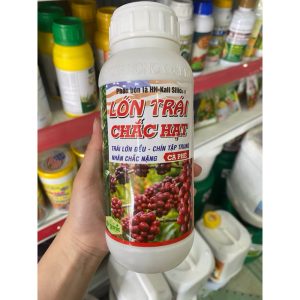 Phân bón lá HH-Kali Silic
LỚN TRÁI
CHẮC HẠT
TRÁI LỚN ĐỀU - CHÍN TẬP TRUNG
NHÂN CHẮC NẶNG
CÀ PHÊ